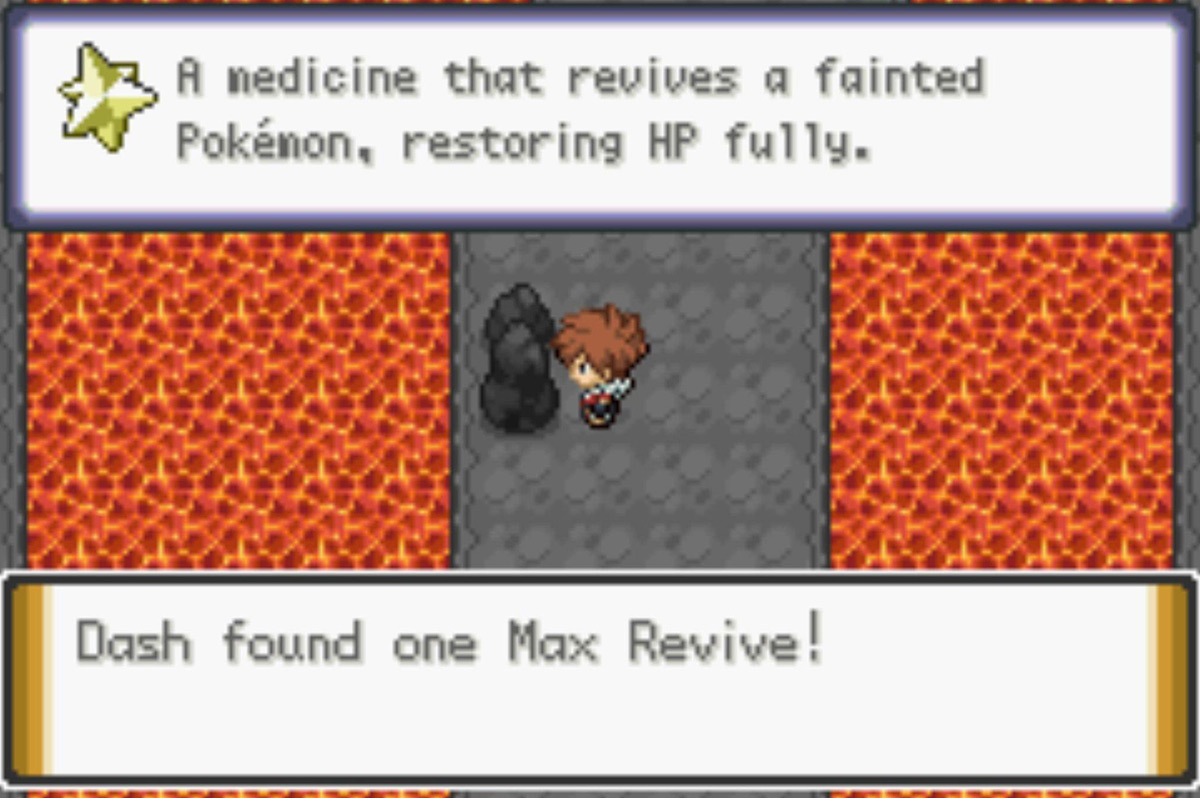 A medicine that revives a fainted
Pokémon, restoring HP fully.
Dash found one Max Revive!